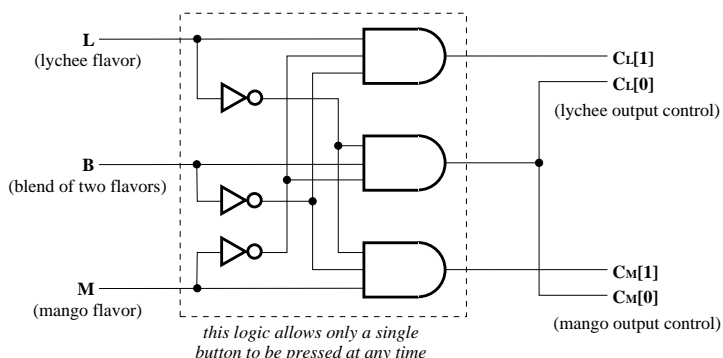 L
(lychee flavor)
B
(blend of two flavors)
M
(mango flavor)
CL[1]
CL[0]
(lychee output control)
CM[1]
CM[0]
(mango output control)
this logic allows only a single
button to be pressed at any time